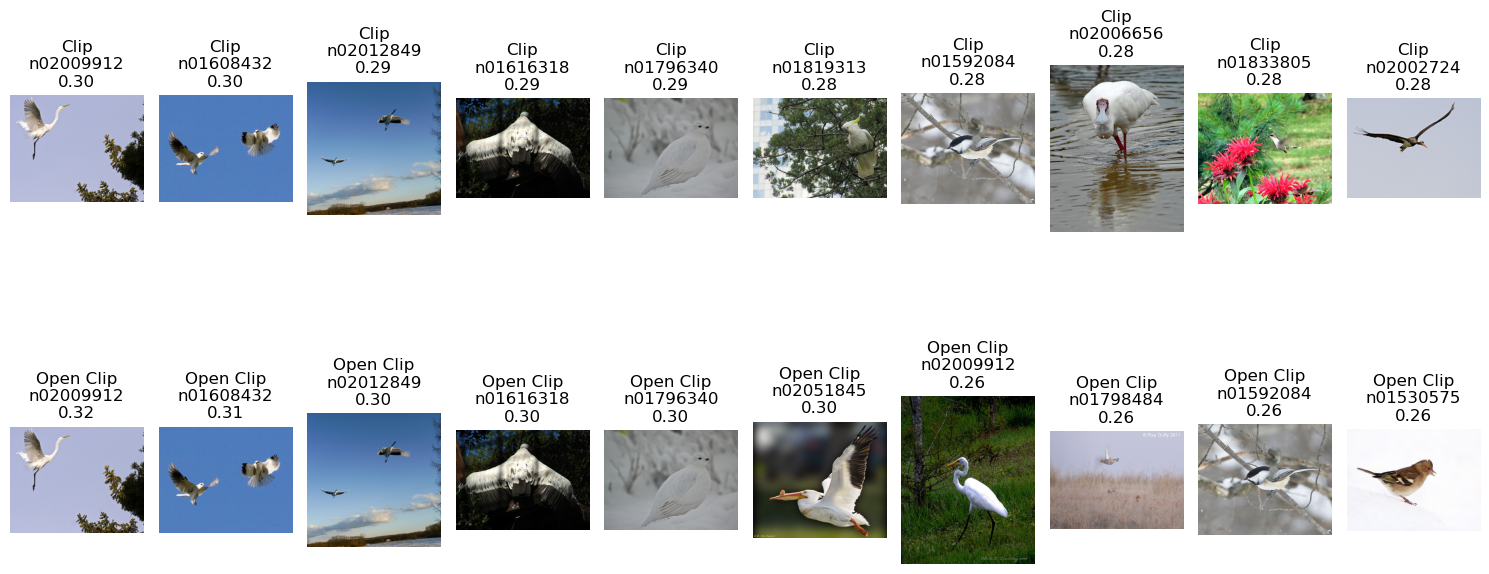 Clip
n02009912
0.30
Clip
n01608432
0.30
Clip
n02012849
0.29
Clip
n01616318
0.29
Clip
n01796340
0.29
Clip
n01819313
0.28
Clip
n01592084
0.28
Clip
n02006656
0.28
Clip
n01833805
0.28
Clip
n02002724
0.28
Open Clip
n02009912
0.32
Open Clip
n01608432
0.31
Open Clip
n02012849
0.30
Open Clip
n01616318
0.30
Open Clip
n01796340
0.30
Open Clip
n02051845
0.30
Open Clip
n02009912
0.26
Open Clip
n01798484
0.26
Open Clip
n01592084
0.26
Open Clip
n01530575
0.26